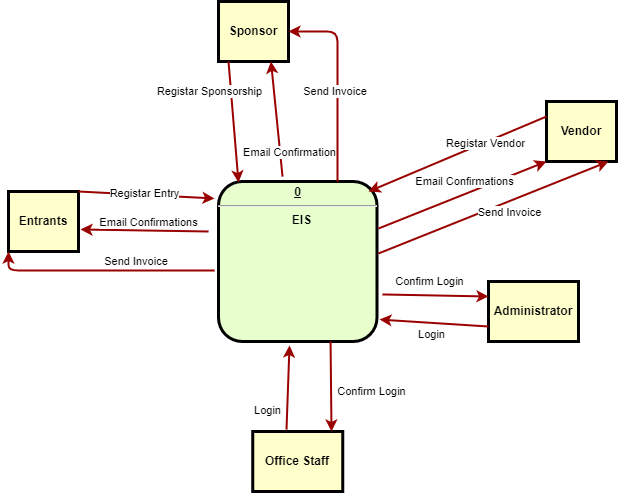 Sponsor
Registar Sponsorship
Send Invoice
Vendor
Registar Vendor
Email Confirmation
Email Confirmations
0
Registar Entry
Send Invoice
Entrants
Email Confirmations
EIS
Send Invoice
Confirm Login
Administrator
Login
Confirm Login
Login
Office Staff